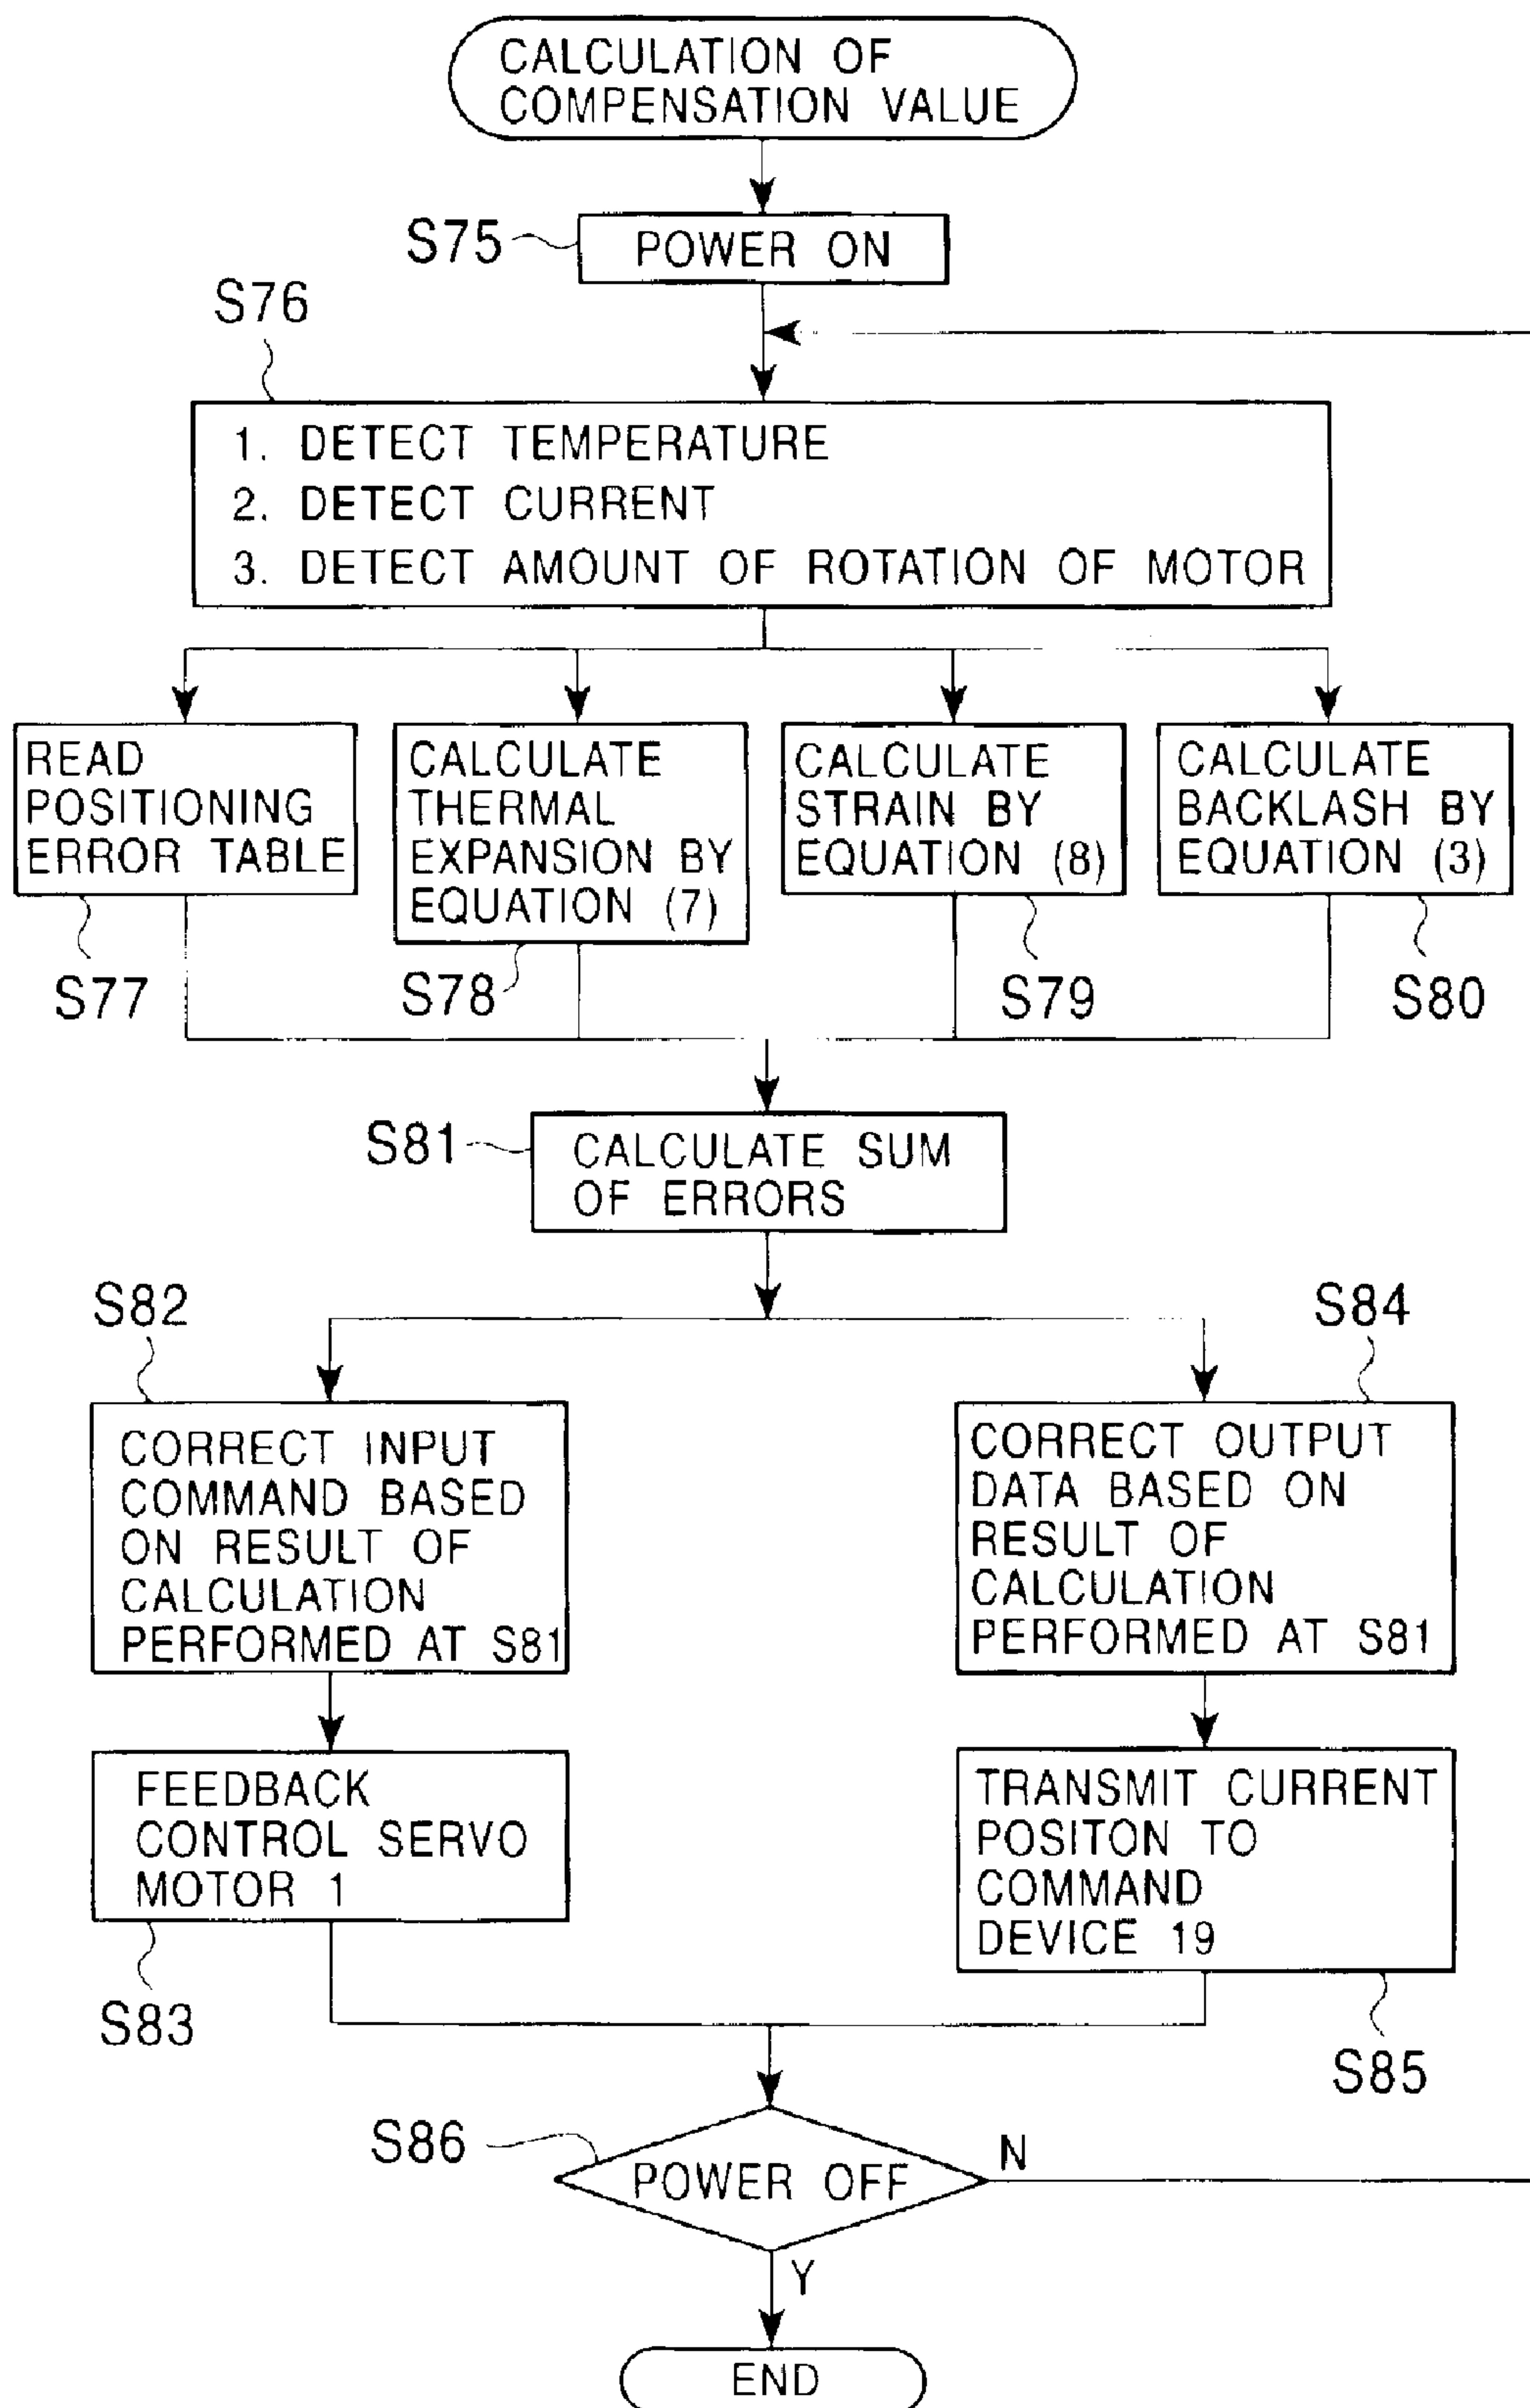 CALCULATION OF
COMPENSATION VALUE
S75
POWER ON
S76
1. DETECT TEMPERATURE
2. DETECT CURRENT
3. DETECT AMOUNT OF ROTATION OF MOTOR
READ
POSITIONING
ERROR TABLE
S77
CALCULATE
THERMAL
EXPANSION BY
EQUATION (7)
S78
CALCULATE
STRAIN BY
EQUATION (8)
S79
CALCULATE
BACKLASH BY
EQUATION (3)
S80
S81
CALCULATE SUM
OF ERRORS
S82
CORRECT INPUT
COMMAND BASED
ON RESULT OF
CALCULATION
PERFORMED AT S81
FEEDBACK
CONTROL SERVO
MOTOR 1
S83
S84
CORRECT OUTPUT
DATA BASED ON
RESULT OF
CALCULATION
PERFORMED AT S81
TRANSMIT CURRENT
POSITON TO
COMMAND
DEVICE 19
S85
S86
POWER OFF
N
Y
END